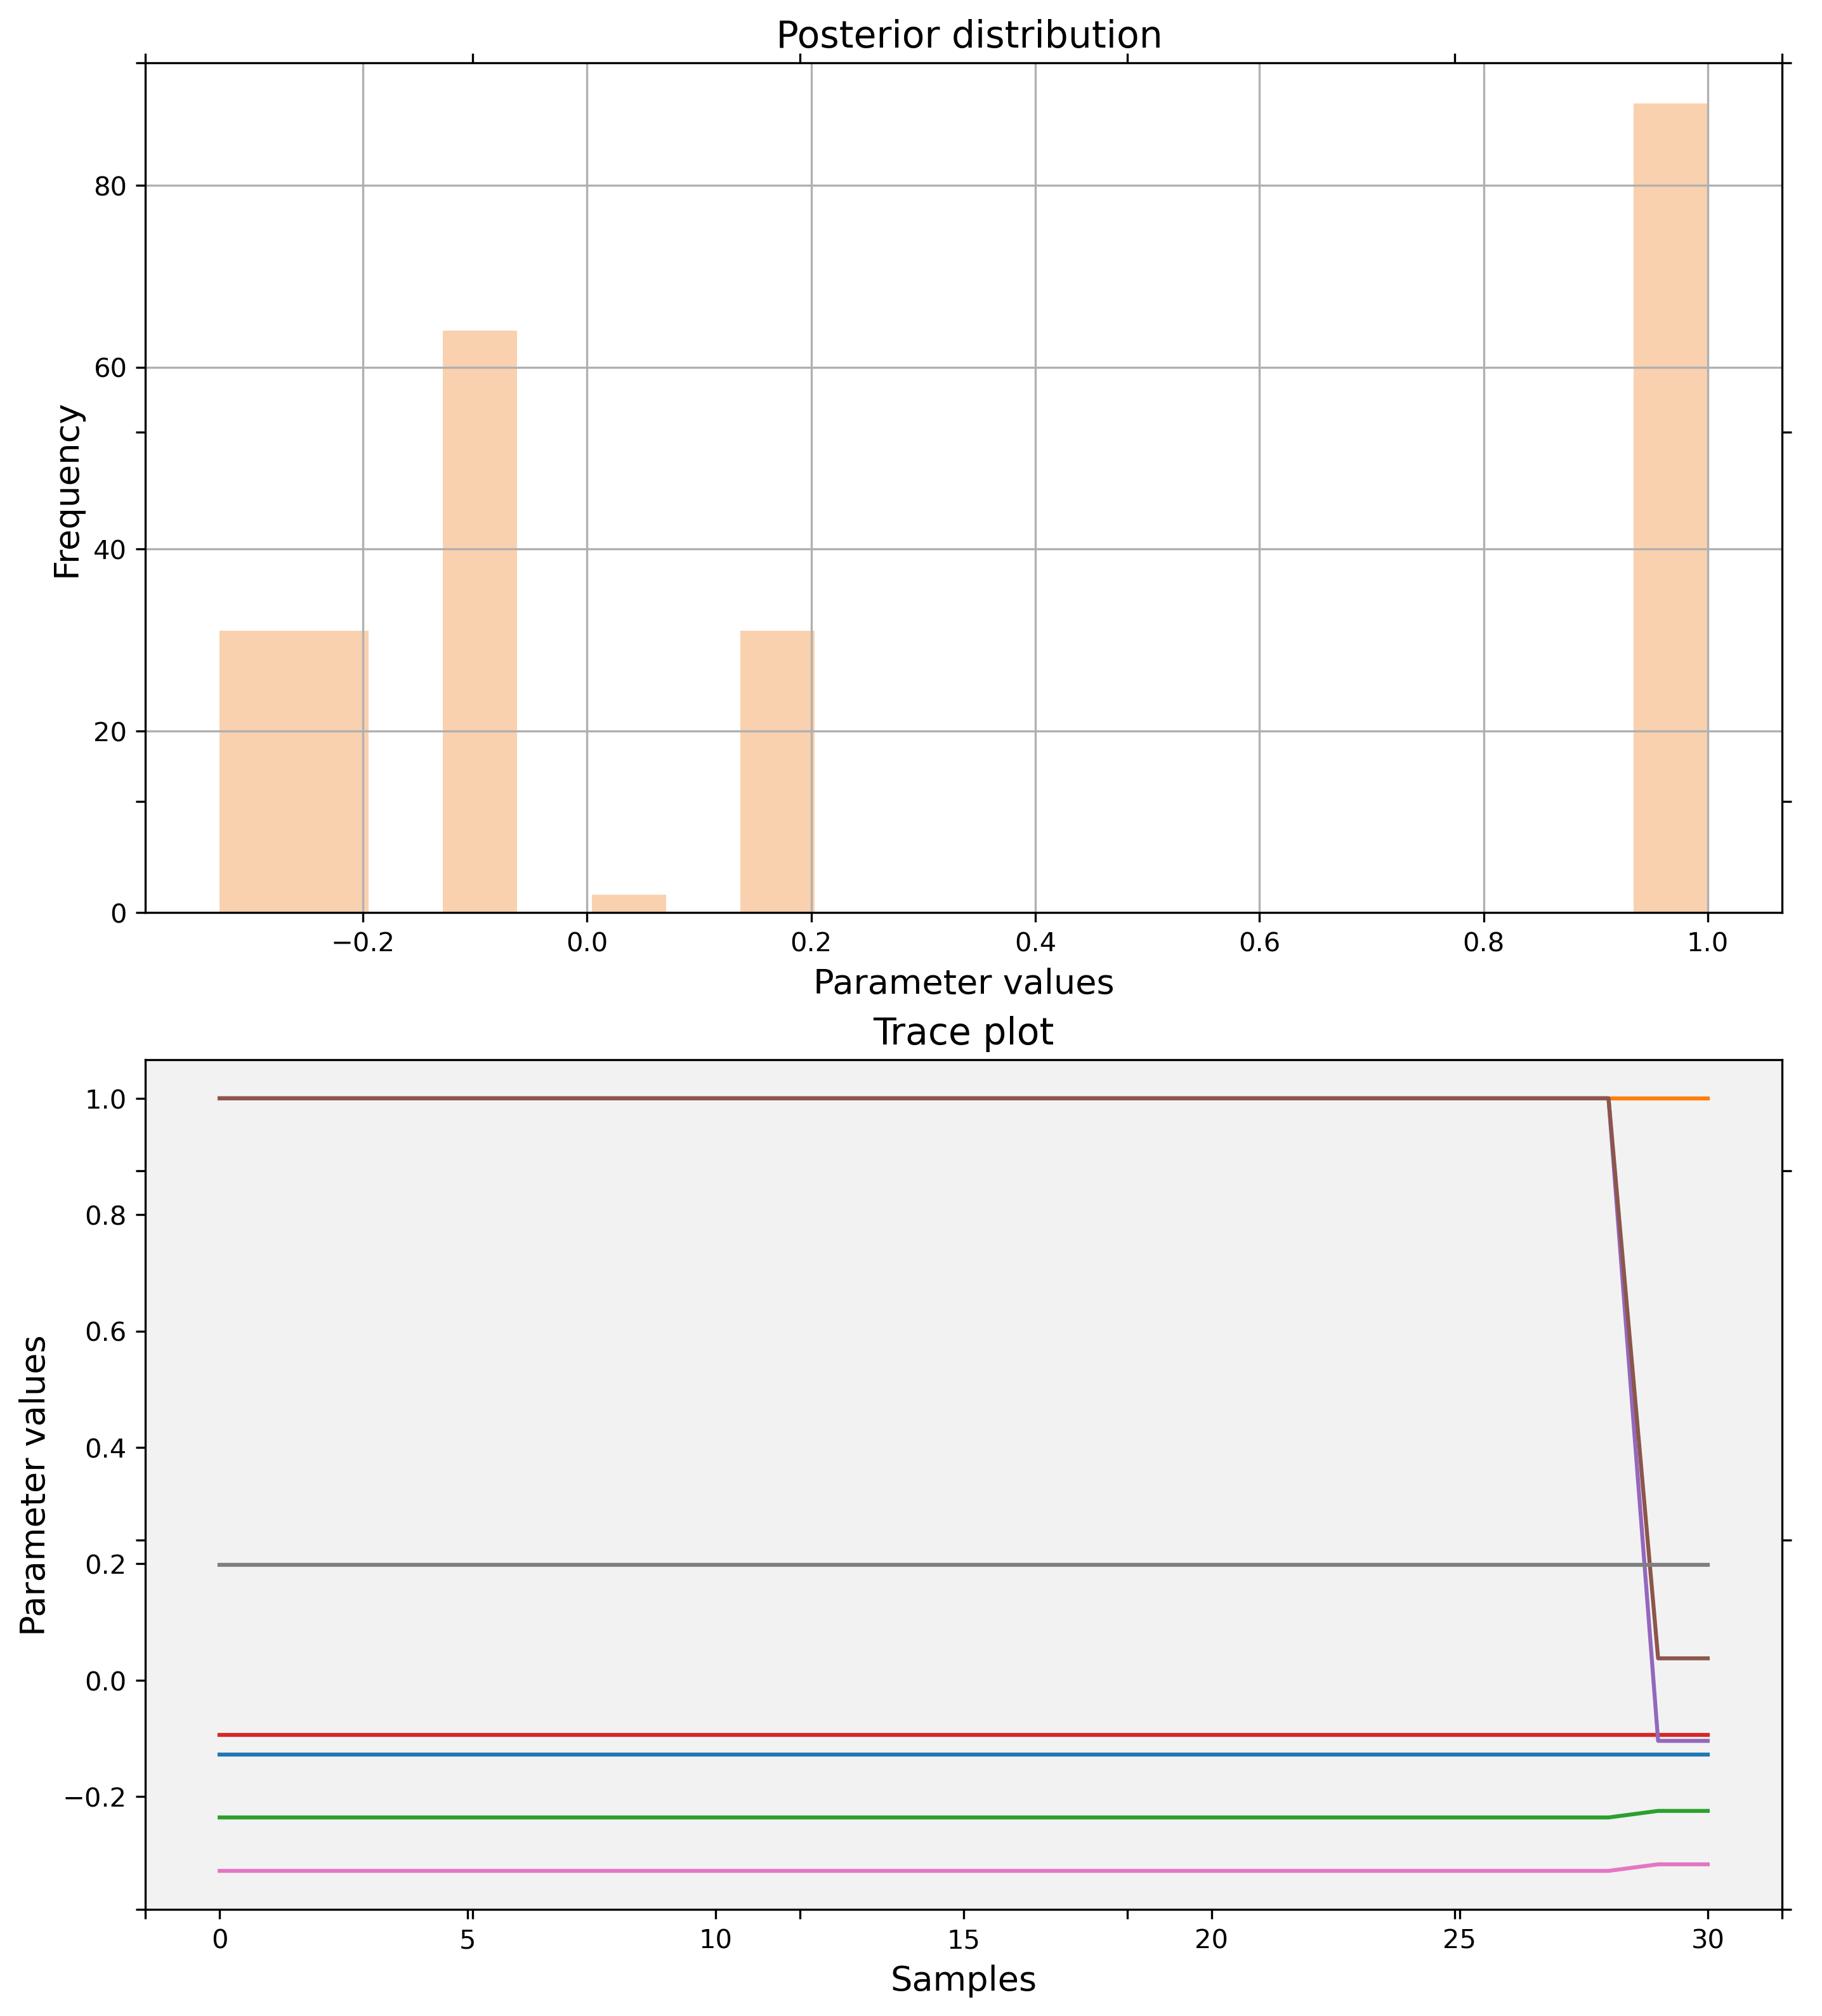 Posterior distribution
Frequency
80
60
40
20
0
−0.2 0.0 0.2 0.4 0.6 0.8 1.0
Parameter values
Trace plot
Parameter values
1.0
0.8
0.6
0.4
0.2
0.0
−0.2
0 5 10 15 20 25 30
Samples